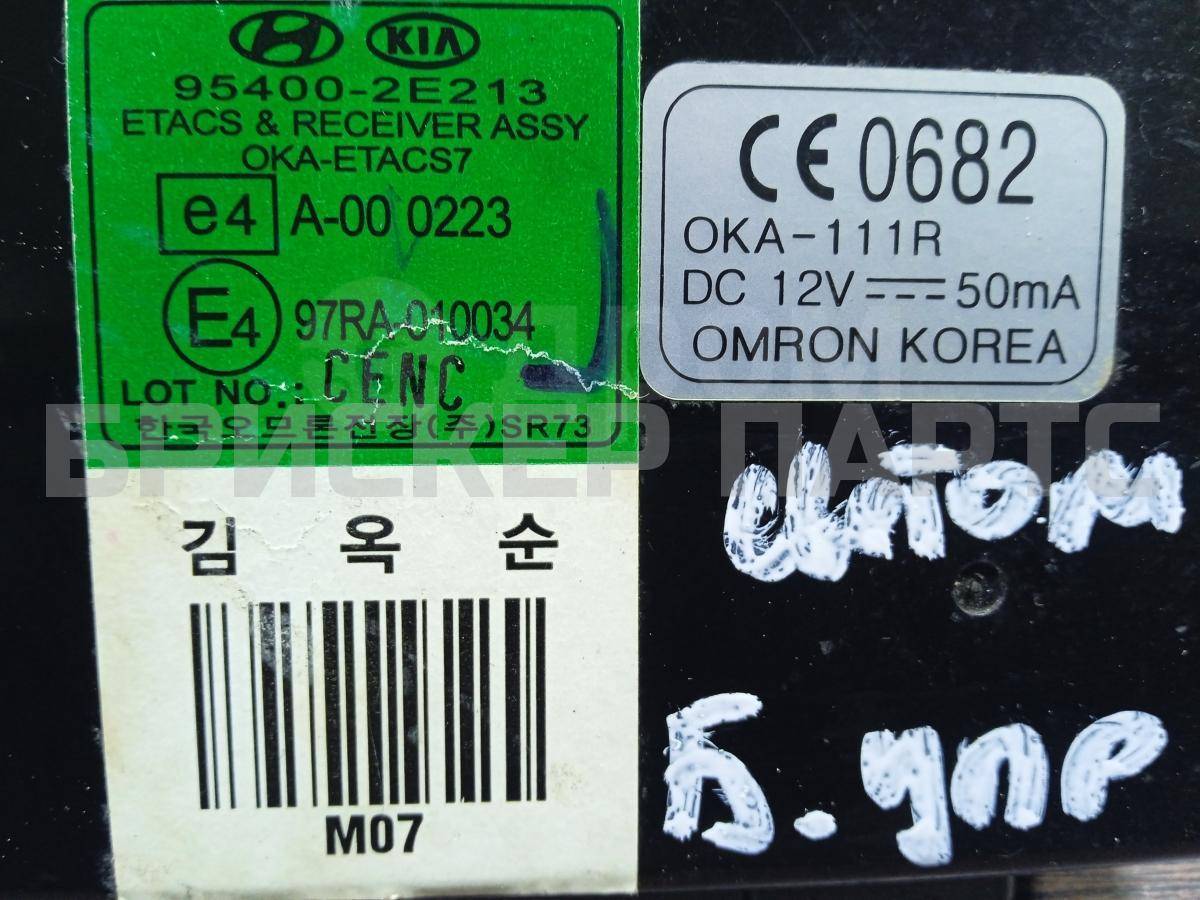 KIA
95400-2E213
ETACS & RECEIVER ASSY
OKA-ETACS7
e4 A-00 0223
E4 97RA-010034
LOT NO.: CENC
한국오므론전장(주)SR73
김 옥 순
M07
CE 0682
OKA-111R
DC 12V 50mA
OMRON KOREA
Б.упр
БРИСКЕР ПАРТС